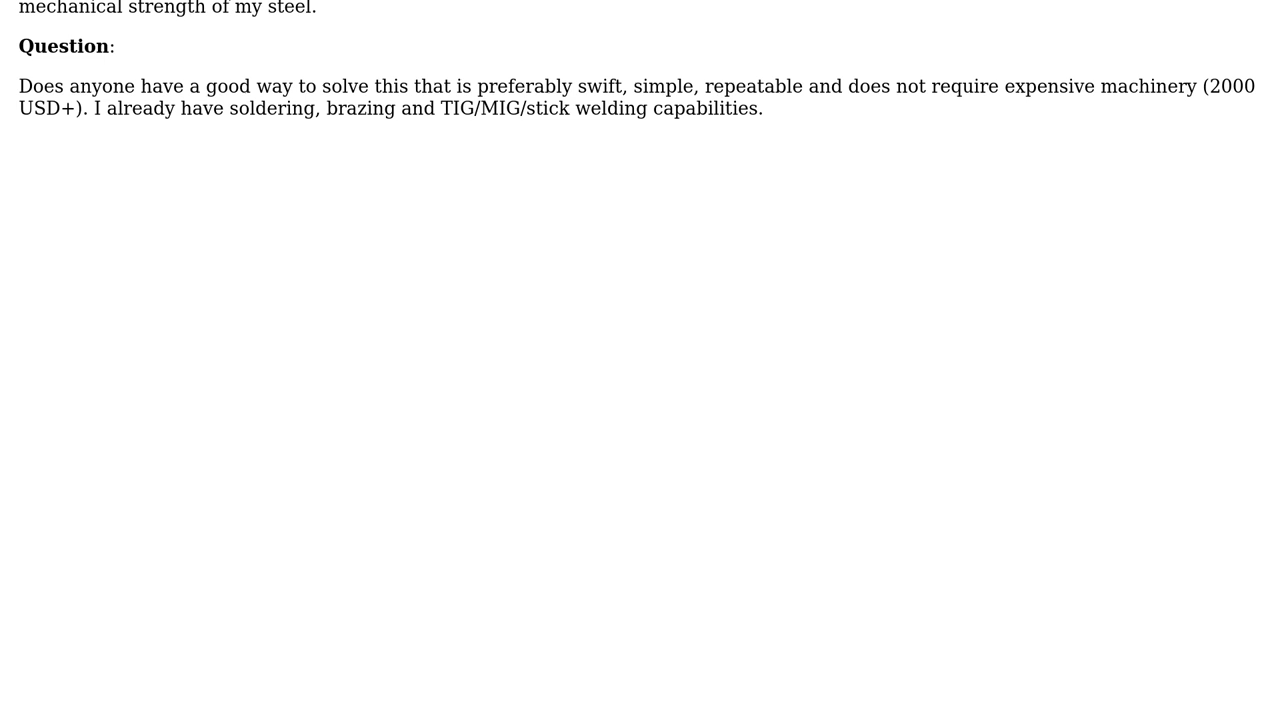 mechanical strength of my steel.
Question:
Does anyone have a good way to solve this that is preferably swift, simple, repeatable and does not require expensive machinery (2000
USD+). I already have soldering, brazing and TIG/MIG/stick welding capabilities.